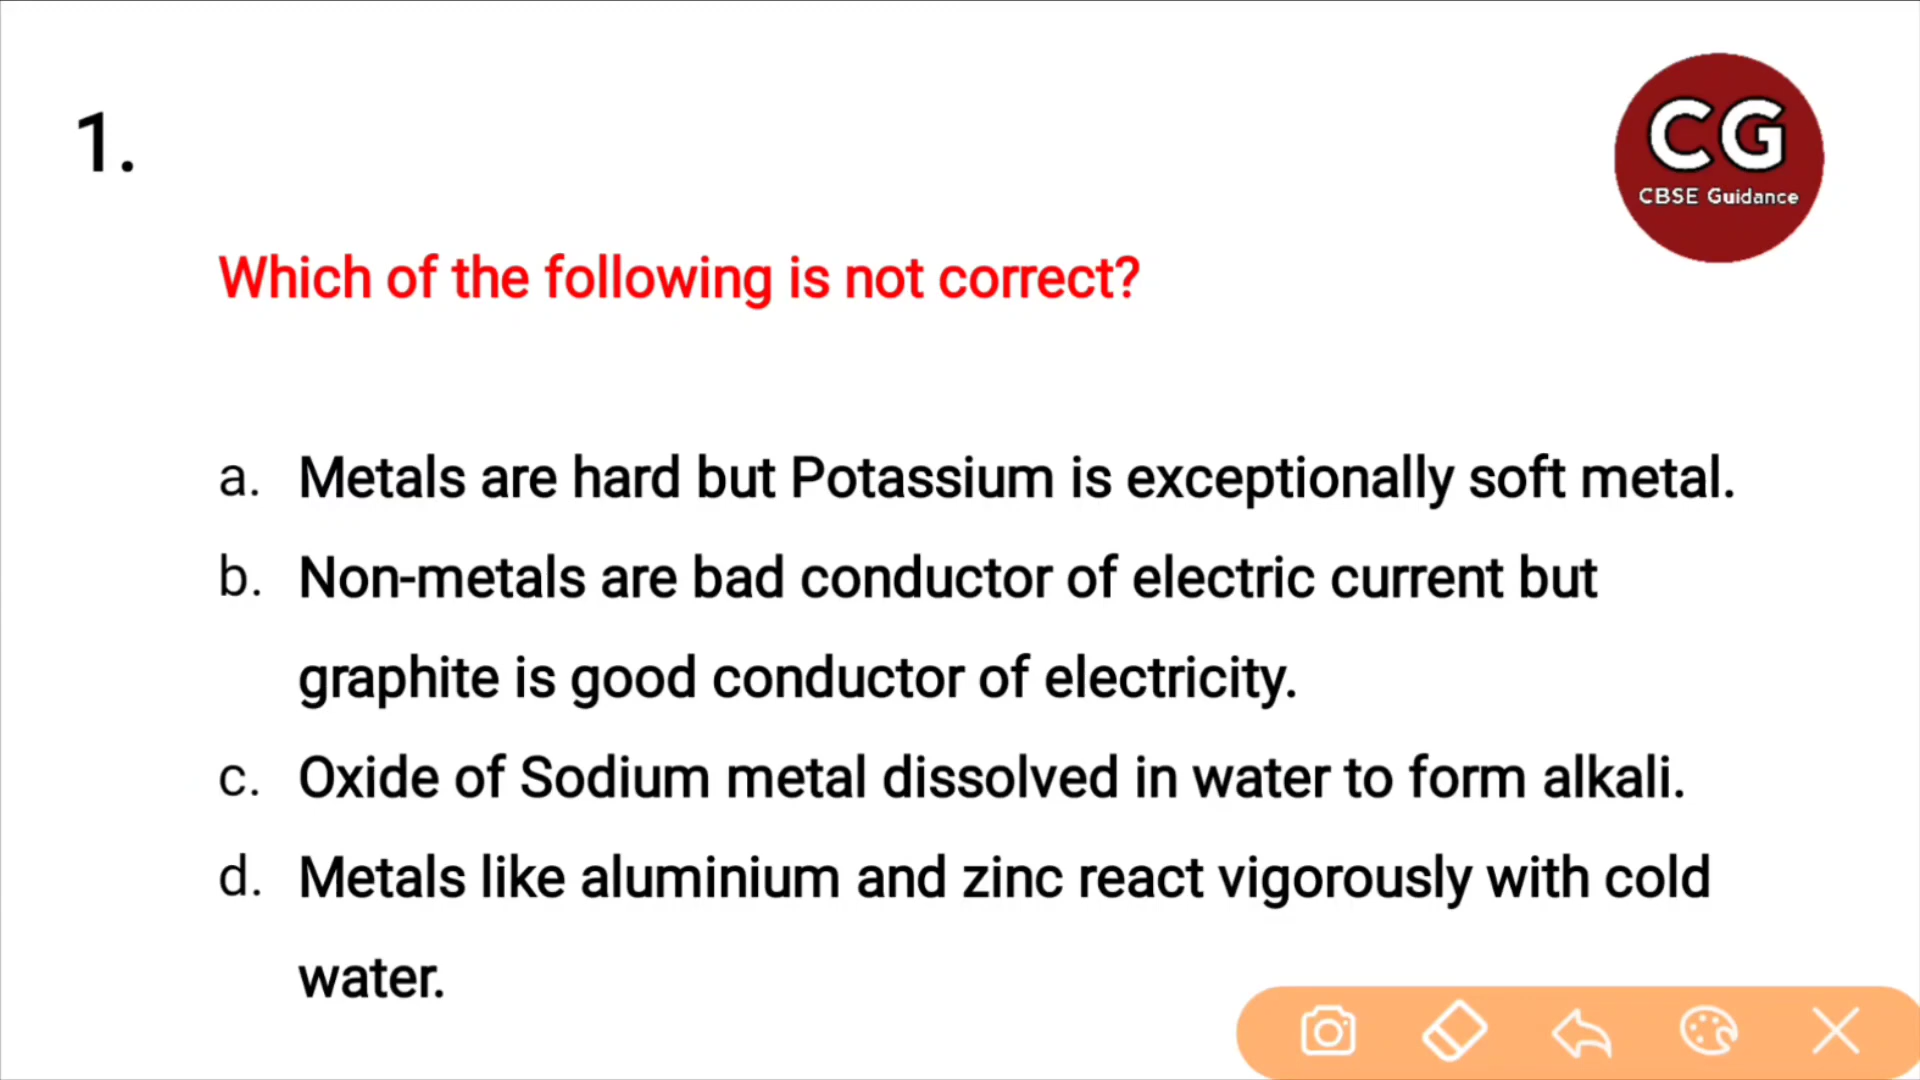 1.
CG
CBSE Guidance
Which of the following is not correct?
a. Metals are hard but Potassium is exceptionally soft metal.
b. Non-metals are bad conductor of electric current but
graphite is good conductor of electricity.
c. Oxide of Sodium metal dissolved in water to form alkali.
d. Metals like aluminium and zinc react vigorously with cold
water.